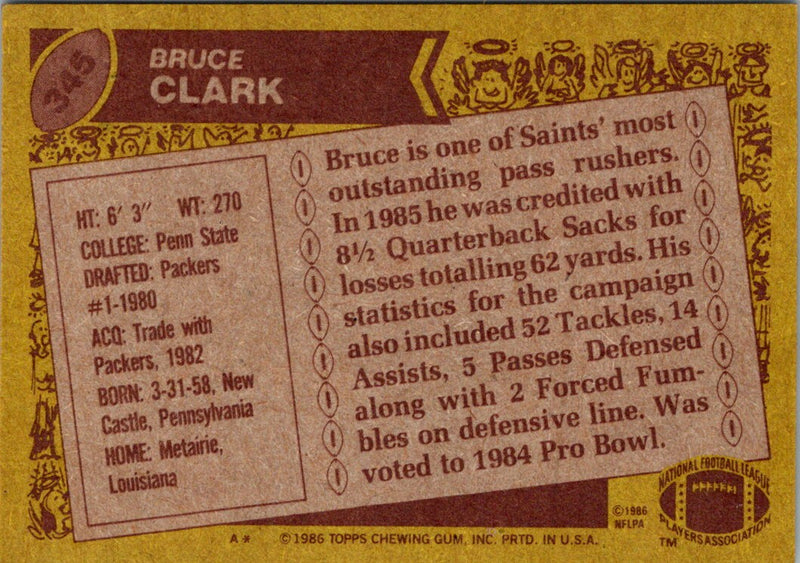 345
BRUCE
CLARK
HT: 6' 3" WT: 270
COLLEGE: Penn State
DRAFTED: Packers
#1-1980
ACQ: Trade with
Packers, 1982
BORN: 3-31-58, New
Castle, Pennsylvania
HOME: Metairie,
Louisiana
Bruce is one of Saints' most
outstanding pass rushers.
In 1985 he was credited with
8½ Quarterback Sacks for
losses totalling 62 yards. His
statistics for the campaign
also included 52 Tackles, 14
Assists, 5 Passes Defensed
along with 2 Forced Fum-
bles on defensive line. Was
voted to 1984 Pro Bowl.
©1986
NFLPA
NATIONAL FOOTBALL LEAGUE
PLAYERS ASSOCIATION
TM
A* ©1986 TOPPS CHEWING GUM, INC. PRTD. IN U.S.A.